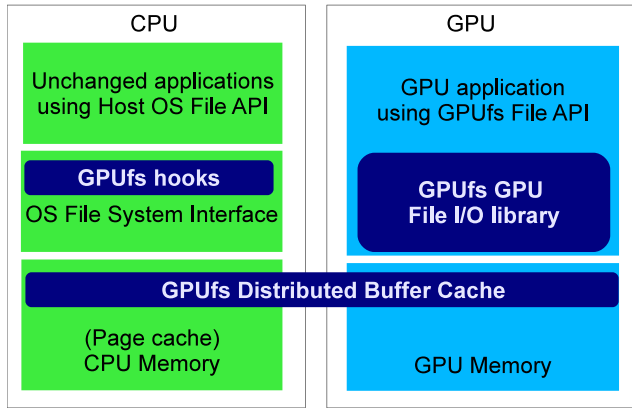 CPU
Unchanged applications
using Host OS File API
GPUfs hooks
OS File System Interface
GPU
GPU application
using GPUfs File API
GPUfs GPU
File I/O library
GPUfs Distributed Buffer Cache
(Page cache)
CPU Memory
GPU Memory